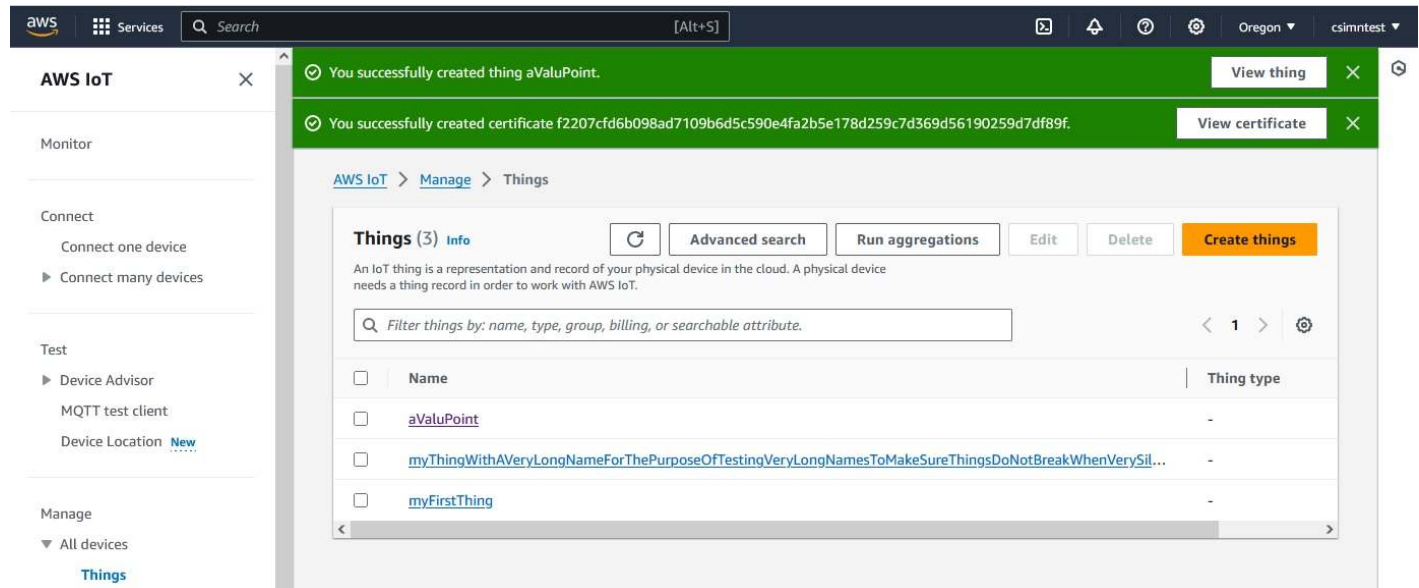 aws Services Search [Alt+S] Oregon csimntest
AWS IoT
Monitor
Connect
Connect one device
Connect many devices
Test
Device Advisor
MQTT test client
Device Location New
Manage
All devices
Things
You successfully created thing aValuPoint. View thing
You successfully created certificate f2207cfd6b098ad7109b6d5c590e4fa2b5e178d259c7d369d56190259d7df89f. View certificate
AWS IoT > Manage > Things
Things (3) Info Advanced search Run aggregations Edit Delete Create things
An IoT thing is a representation and record of your physical device in the cloud. A physical device
needs a thing record in order to work with AWS IoT.
Filter things by: name, type, group, billing, or searchable attribute. < 1 >
Name Thing type
aValuPoint -
myThingWithAVeryLongNameForThePurposeOfTestingVeryLongNamesToMakeSureThingsDoNotBreakWhenVerySil... -
myFirstThing -